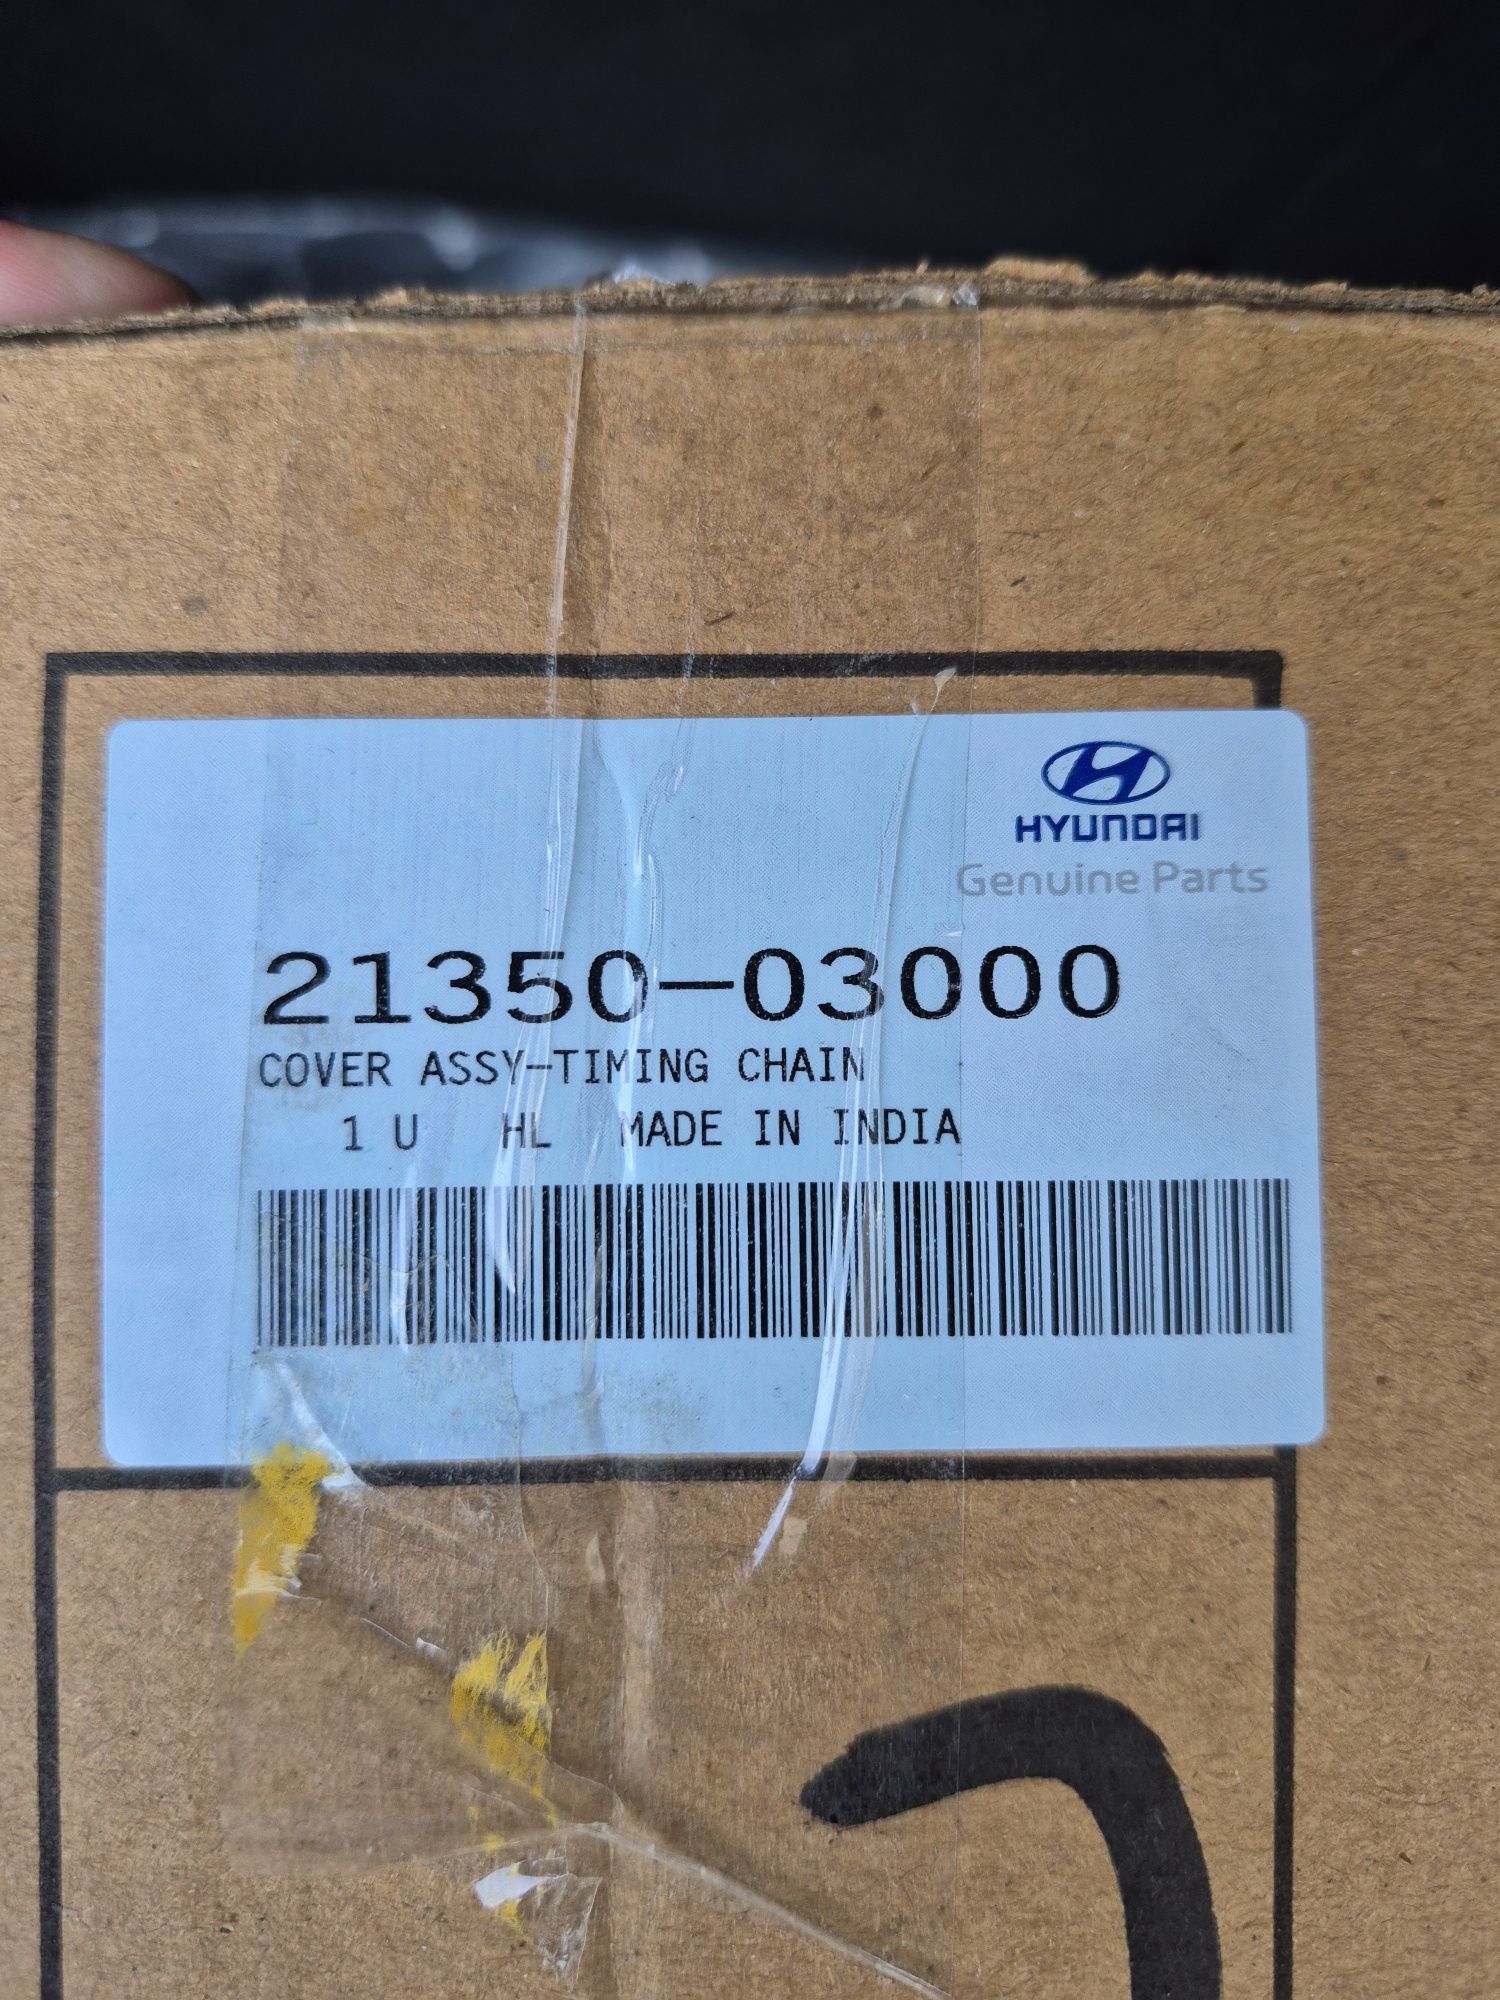 HYUNDAI
Genuine Parts
21350-03000
COVER ASSY-TIMING CHAIN
1 U HL MADE IN INDIA